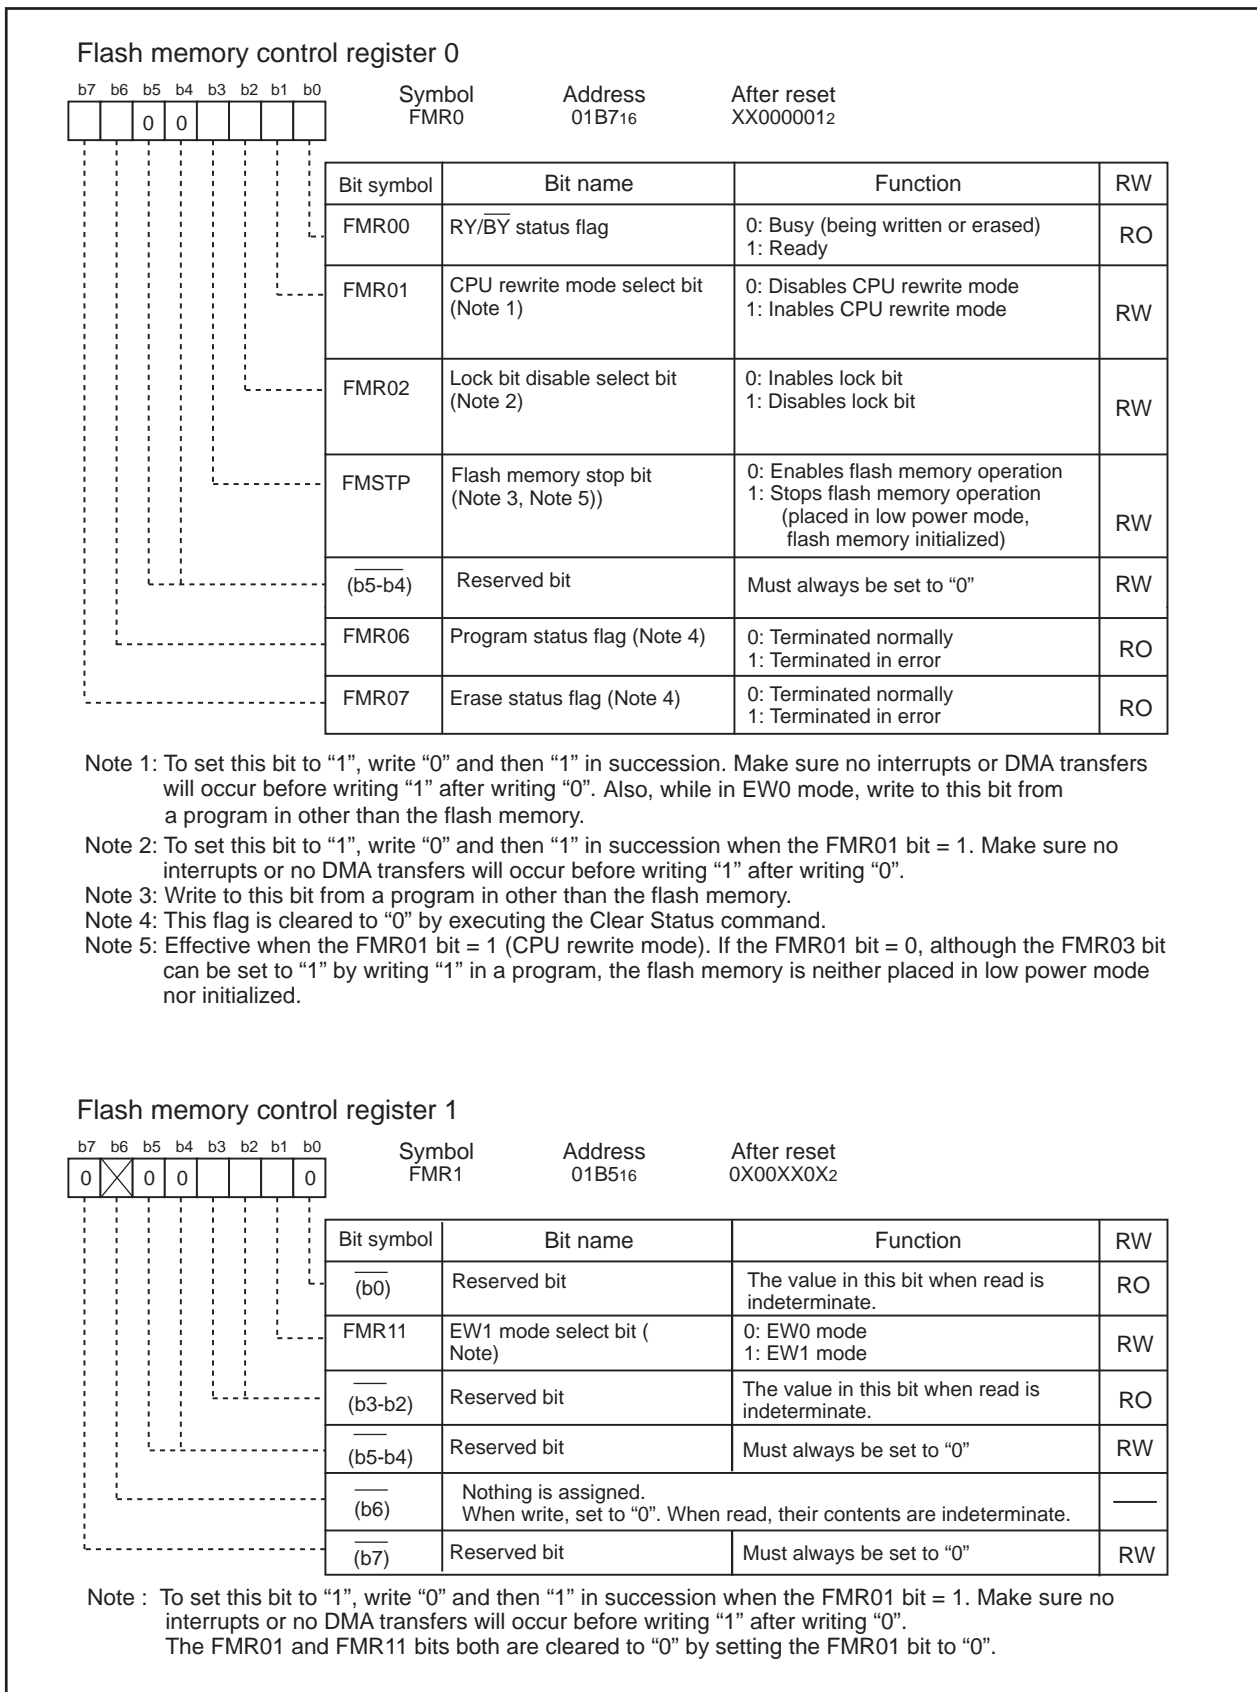 Flash memory control register 0
b7 b6 b5 b4 b3 b2 b1 b0
0 0
Symbol Address After reset
FMR0 01B716 XX0000012
Bit symbol Bit name Function RW
FMR00 RY/BY status flag 0: Busy (being written or erased) RO
1: Ready
FMR01 CPU rewrite mode select bit 0: Disables CPU rewrite mode RW
(Note 1) 1: Inables CPU rewrite mode
FMR02 Lock bit disable select bit 0: Inables lock bit RW
(Note 2) 1: Disables lock bit
FMSTP Flash memory stop bit 0: Enables flash memory operation RW
(Note 3, Note 5)) 1: Stops flash memory operation
(placed in low power mode,
flash memory initialized)
(b5-b4) Reserved bit Must always be set to “0” RW
FMR06 Program status flag (Note 4) 0: Terminated normally RO
1: Terminated in error
FMR07 Erase status flag (Note 4) 0: Terminated normally RO
1: Terminated in error
Note 1: To set this bit to “1”, write “0” and then “1” in succession. Make sure no interrupts or DMA transfers
will occur before writing “1” after writing “0”. Also, while in EW0 mode, write to this bit from
a program in other than the flash memory.
Note 2: To set this bit to “1”, write “0” and then “1” in succession when the FMR01 bit = 1. Make sure no
interrupts or no DMA transfers will occur before writing “1” after writing “0”.
Note 3: Write to this bit from a program in other than the flash memory.
Note 4: This flag is cleared to “0” by executing the Clear Status command.
Note 5: Effective when the FMR01 bit = 1 (CPU rewrite mode). If the FMR01 bit = 0, although the FMR03 bit
can be set to “1” by writing “1” in a program, the flash memory is neither placed in low power mode
nor initialized.
Flash memory control register 1
b7 b6 b5 b4 b3 b2 b1 b0
0 0 0 0
Symbol Address After reset
FMR1 01B516 0X00XX0X2
Bit symbol Bit name Function RW
(b0) Reserved bit The value in this bit when read is RO
indeterminate.
FMR11 EW1 mode select bit ( 0: EW0 mode RW
Note) 1: EW1 mode
(b3-b2) Reserved bit The value in this bit when read is RO
indeterminate.
(b5-b4) Reserved bit Must always be set to “0” RW
(b6) Nothing is assigned.
When write, set to “0”. When read, their contents are indeterminate.
(b7) Reserved bit Must always be set to “0” RW
Note : To set this bit to “1”, write “0” and then “1” in succession when the FMR01 bit = 1. Make sure no
interrupts or no DMA transfers will occur before writing “1” after writing “0”.
The FMR01 and FMR11 bits both are cleared to “0” by setting the FMR01 bit to “0”.